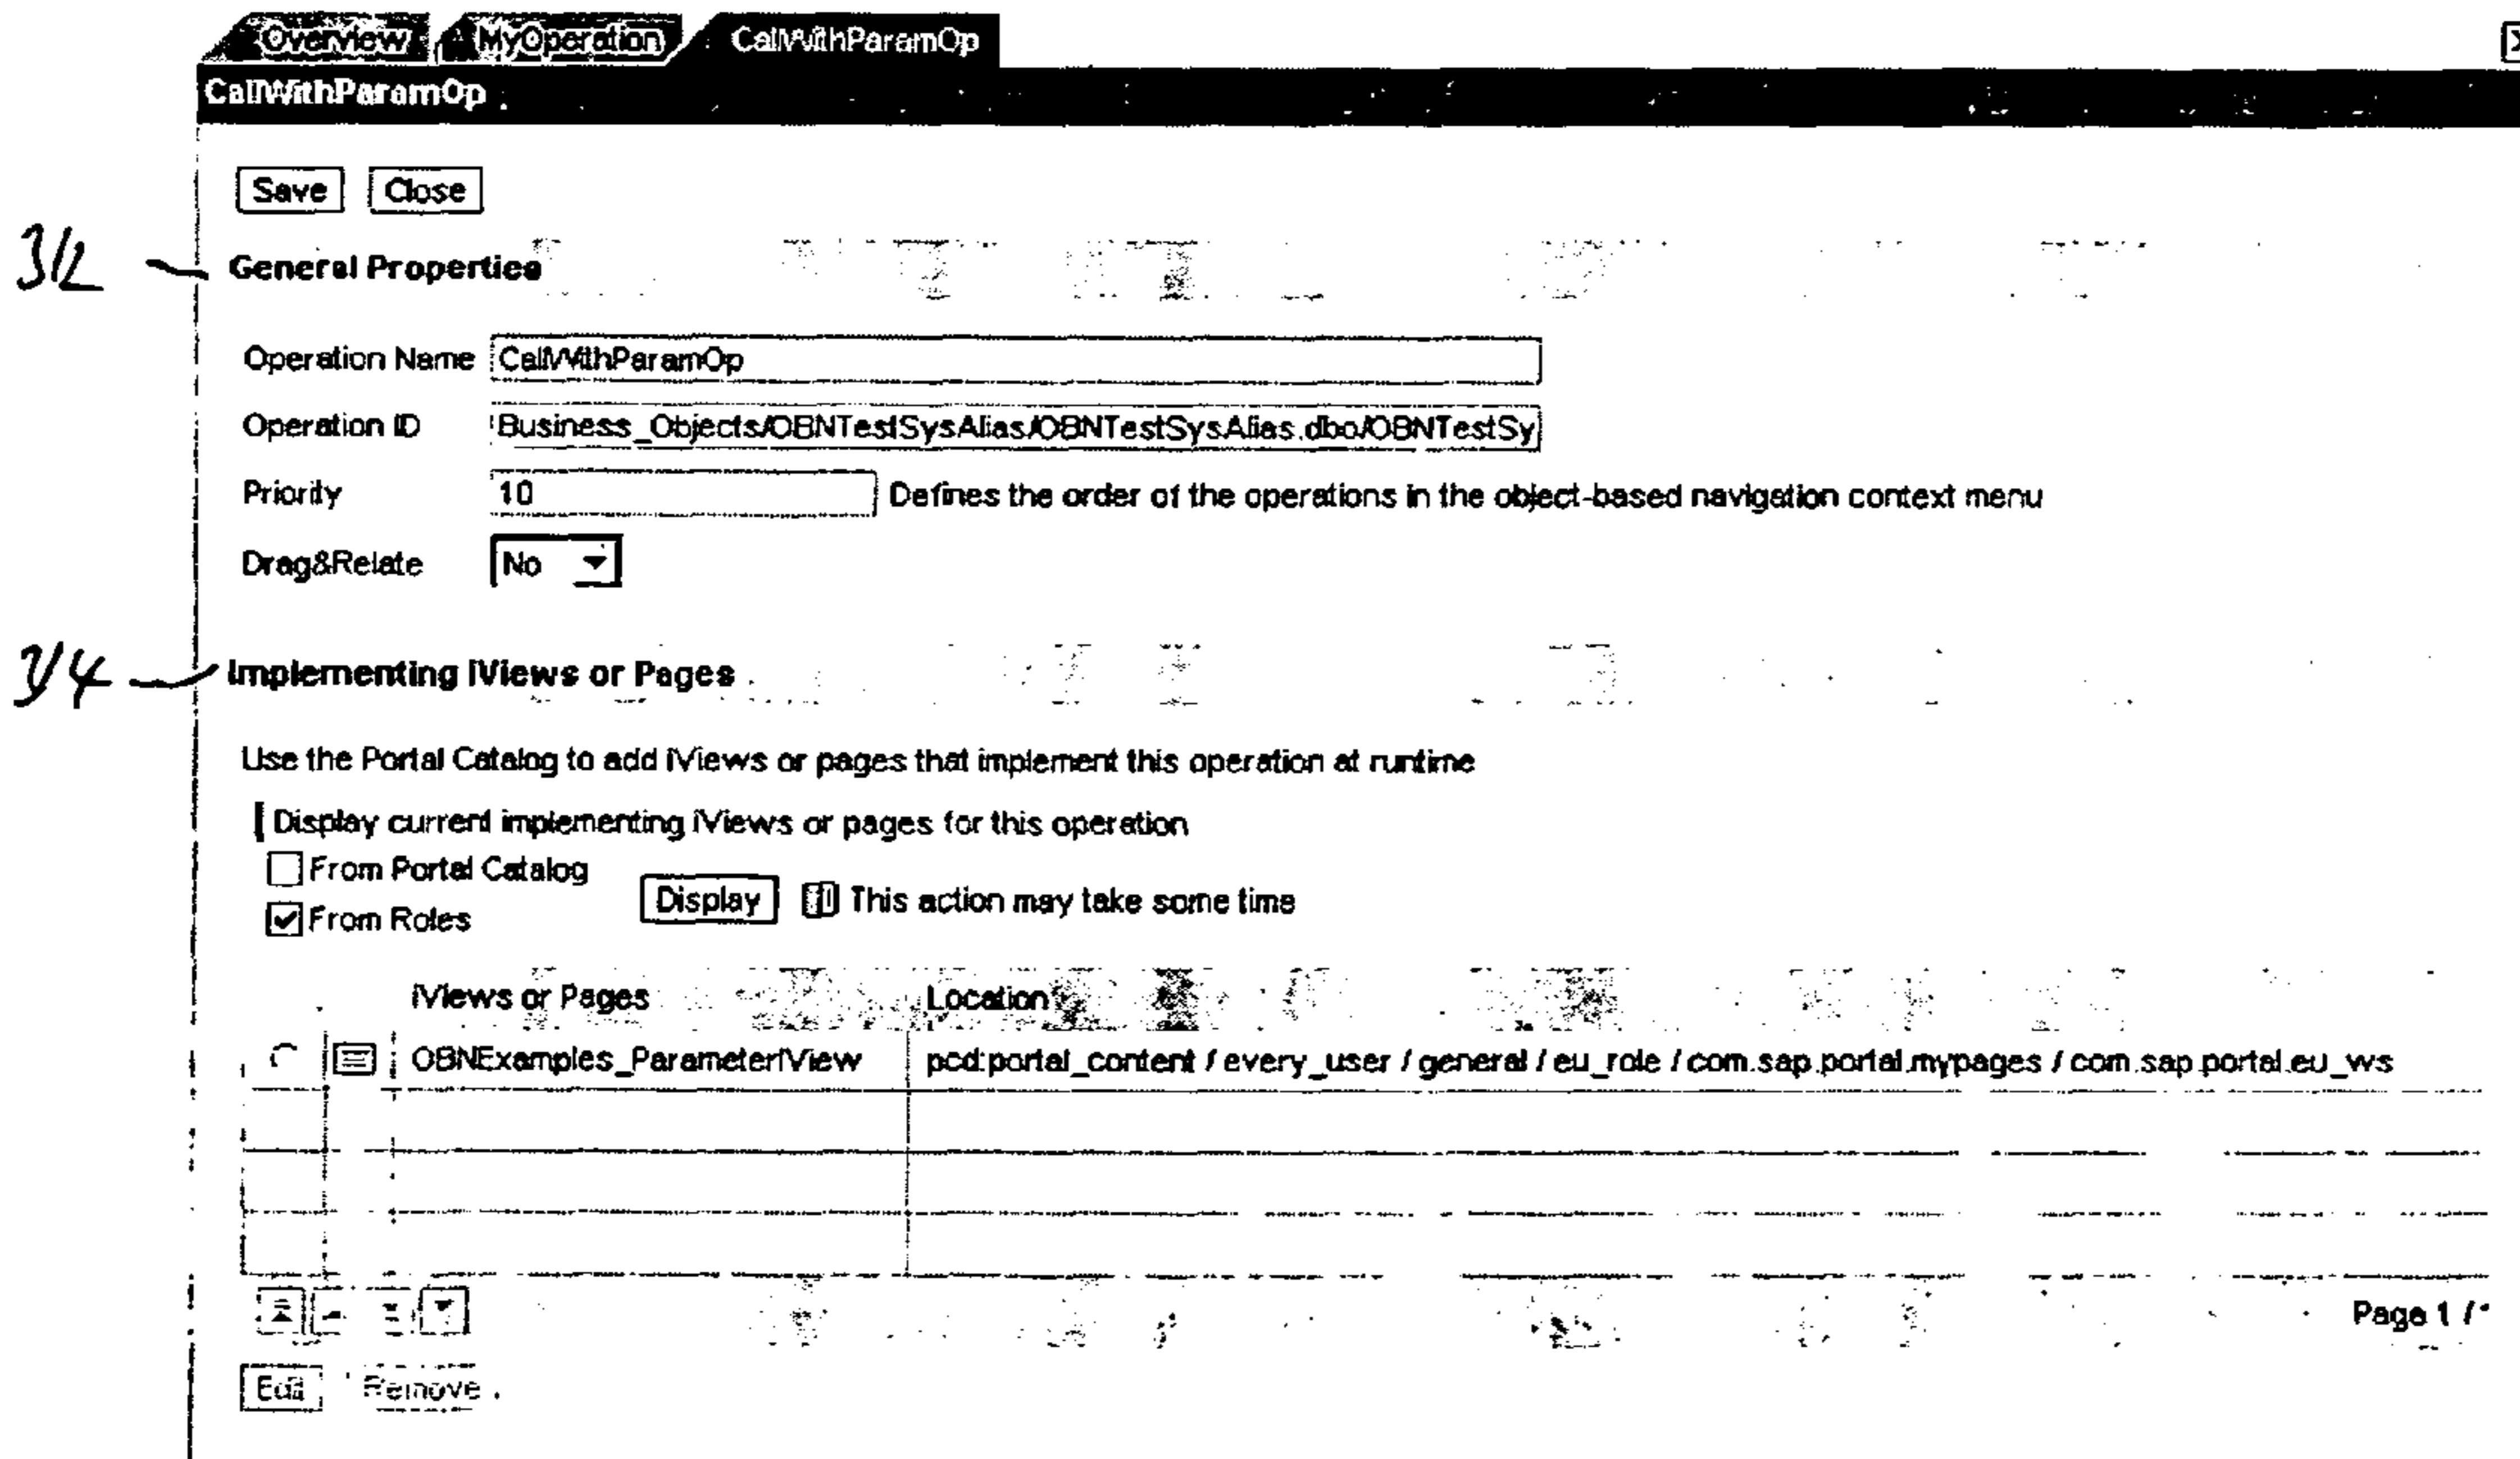 Overview MyOperation CallWithParamOp
CallWithParamOp
Save Close
312 General Properties
Operation Name CallWithParamOp
Operation ID Business_Objects/OBNTestSysAlias/OBNTestSysAlias.dbo/OBNTestSy
Priority 10 Defines the order of the operations in the object-based navigation context menu
Drag&Relate No
314 Implementing iViews or Pages
Use the Portal Catalog to add iViews or pages that implement this operation at runtime
Display current implementing iViews or pages for this operation
From Portal Catalog
Display This action may take some time
From Roles
iViews or Pages Location
OBNExamples_ParameteriView pcd:portal_content / every_user / general / eu_role / com.sap.portal.mypages / com.sap.portal.eu_ws
Page 1 /
Edit Remove